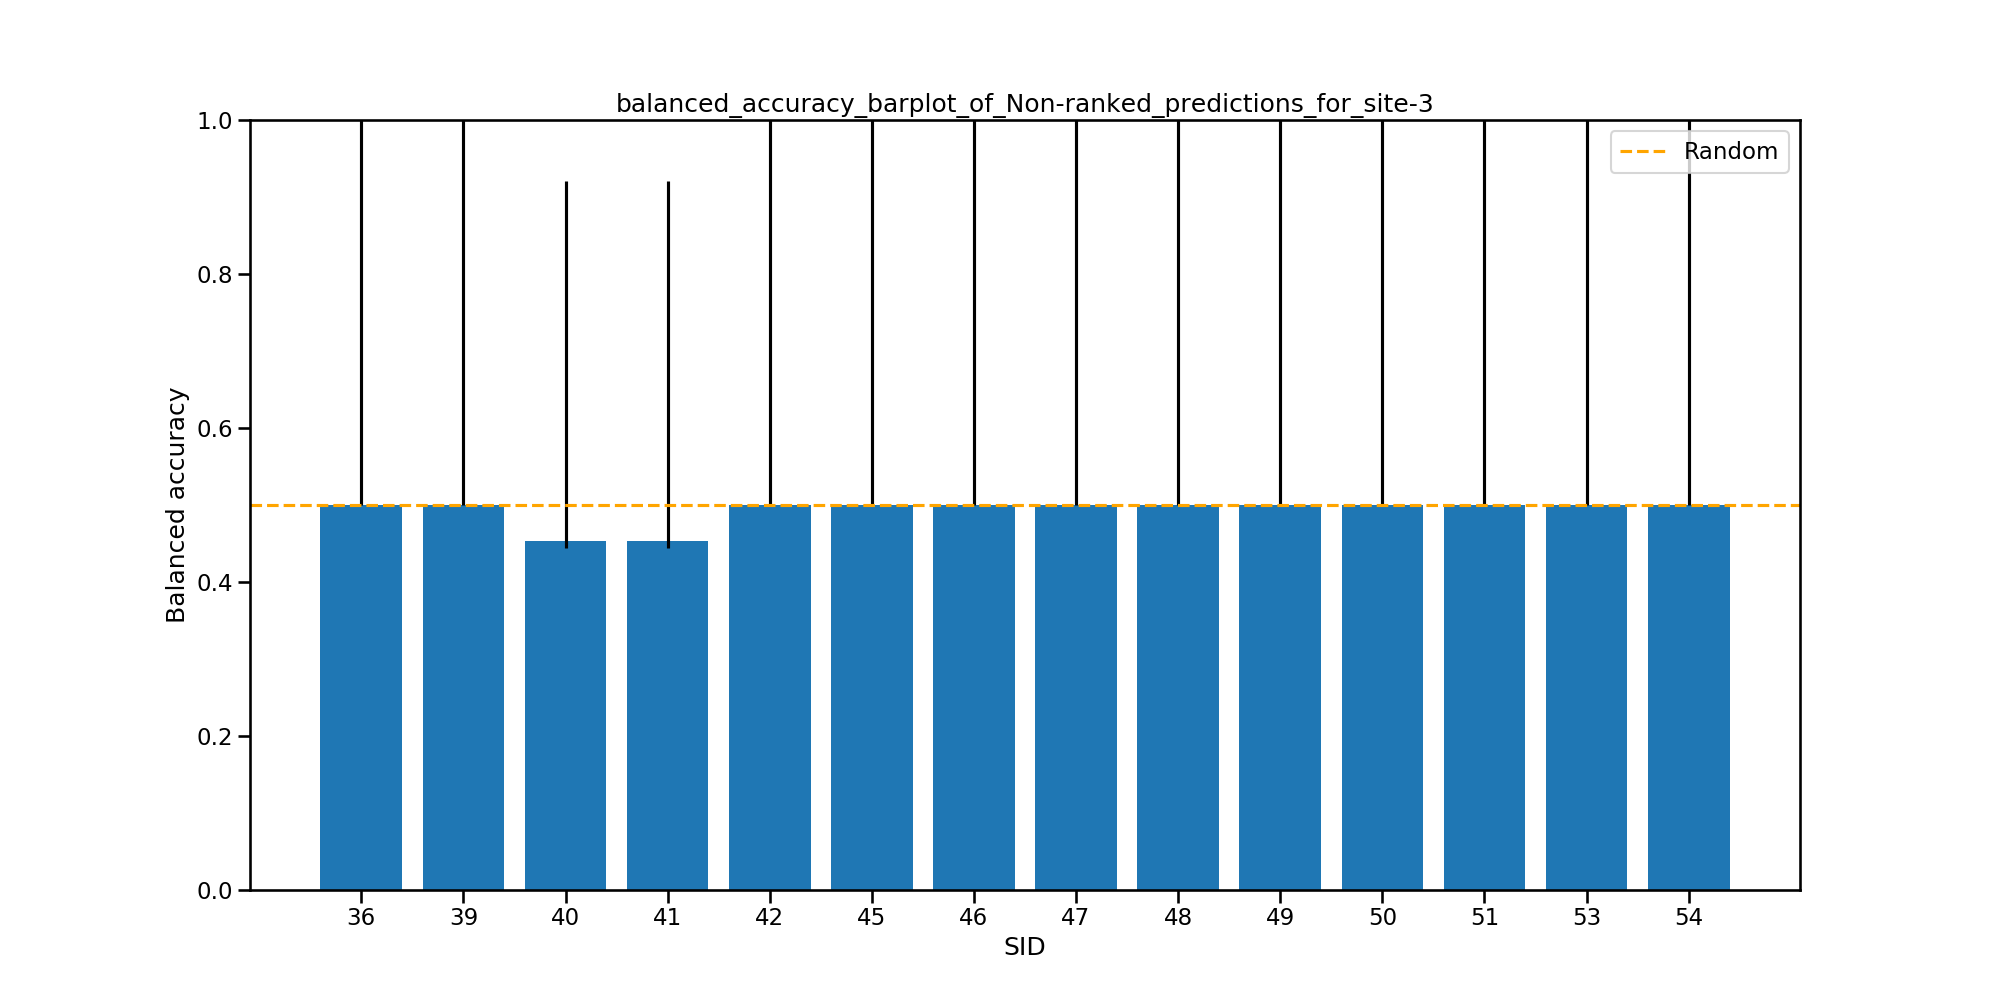 balanced_accuracy_barplot_of_Non-ranked_predictions_for_site-3
Random
Balanced accuracy
1.0
0.8
0.6
0.4
0.2
0.0
36 39 40 41 42 45 46 47 48 49 50 51 53 54
SID